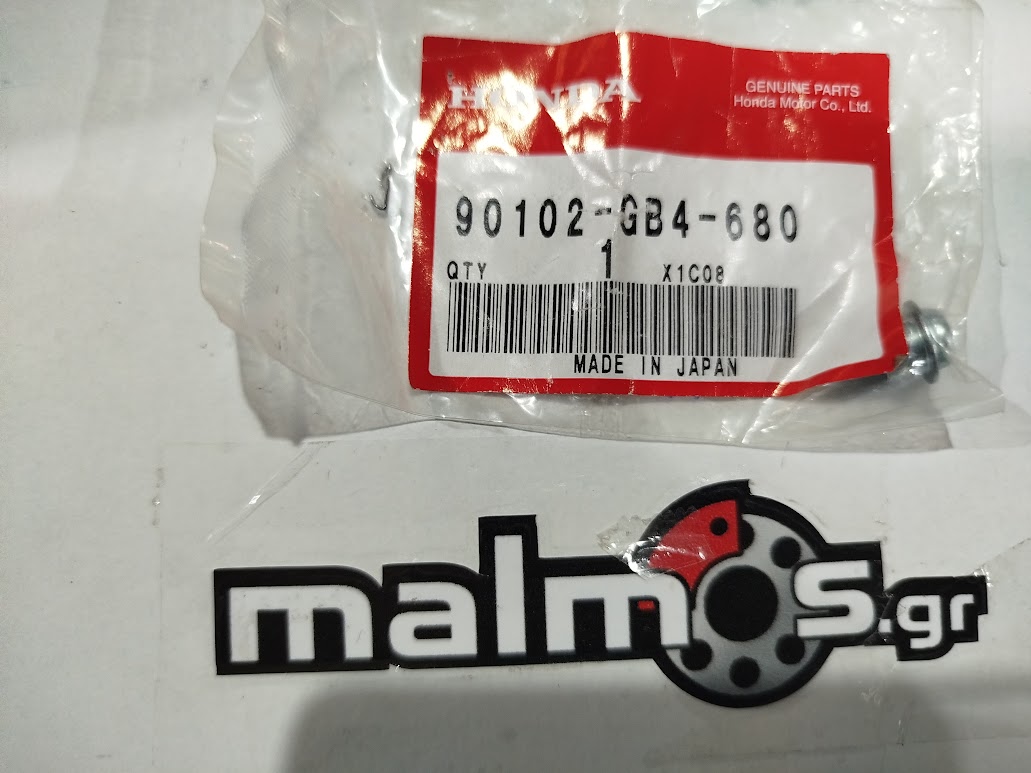 HONDA
GENUINE PARTS
Honda Motor Co., Ltd.
90102-GB4-680
QTY 1 X1C08
MADE IN JAPAN
malmos.gr